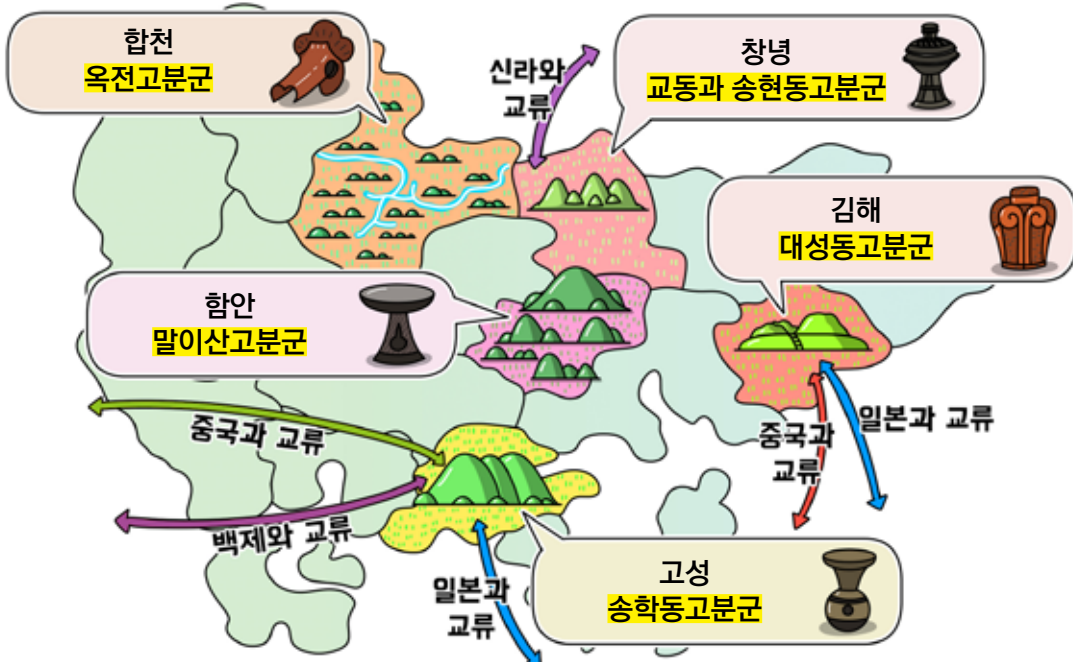 합천
옥전고분군
신라와
교류
창녕
교동과 송현동고분군
김해
대성동고분군
함안
말이산고분군
중국과 교류
백제와 교류
일본과
교류
중국과
교류
일본과 교류
고성
송학동고분군